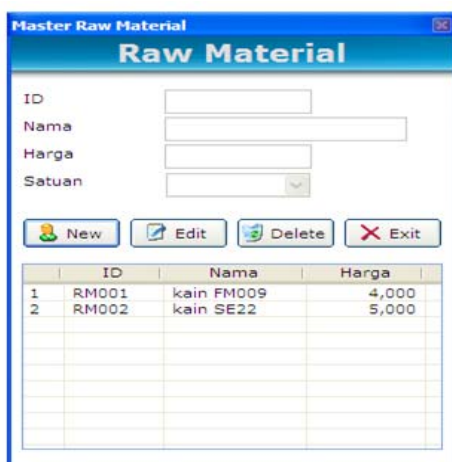 Master Raw Material
Raw Material
ID
Nama
Harga
Satuan
New Edit Delete Exit
ID Nama Harga
1 RM001 kain FM009 4,000
2 RM002 kain SE22 5,000